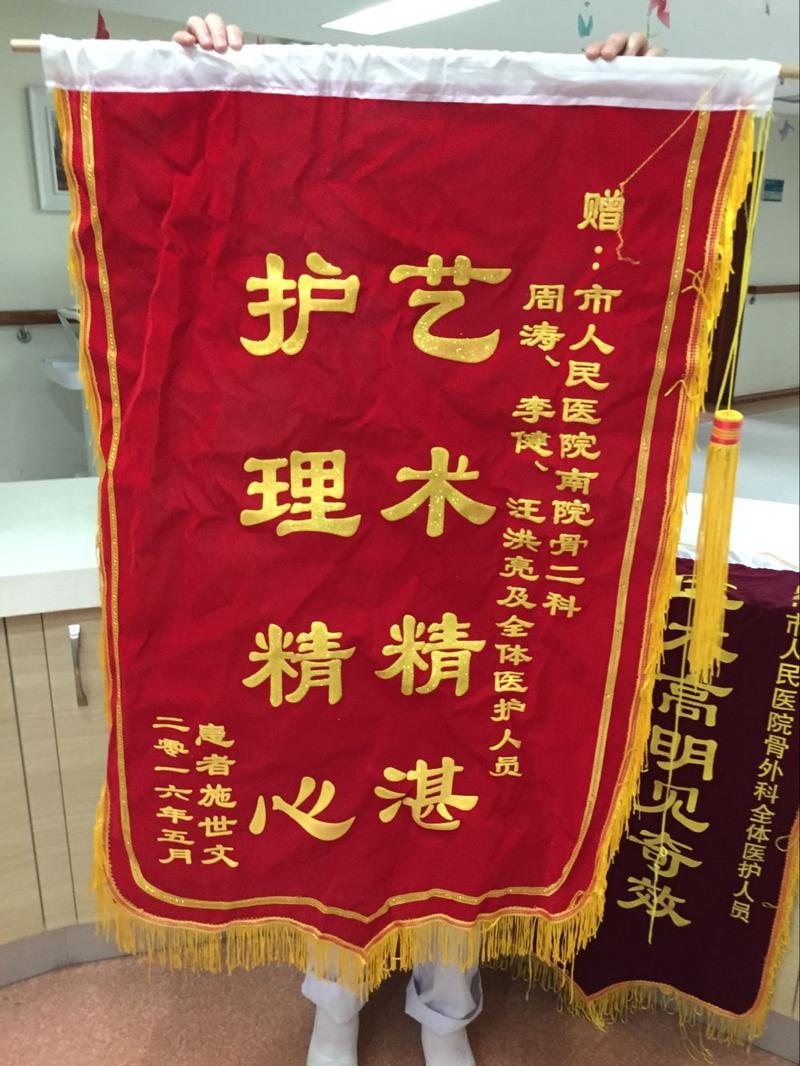 赠：市人民医院南院骨二科
周涛、李健、汪洪亮及全体医护人员
艺术精湛
护理精心
患者施世文
二零一六年五月
市人民医院骨外科全体医护人员
医术高明见奇效